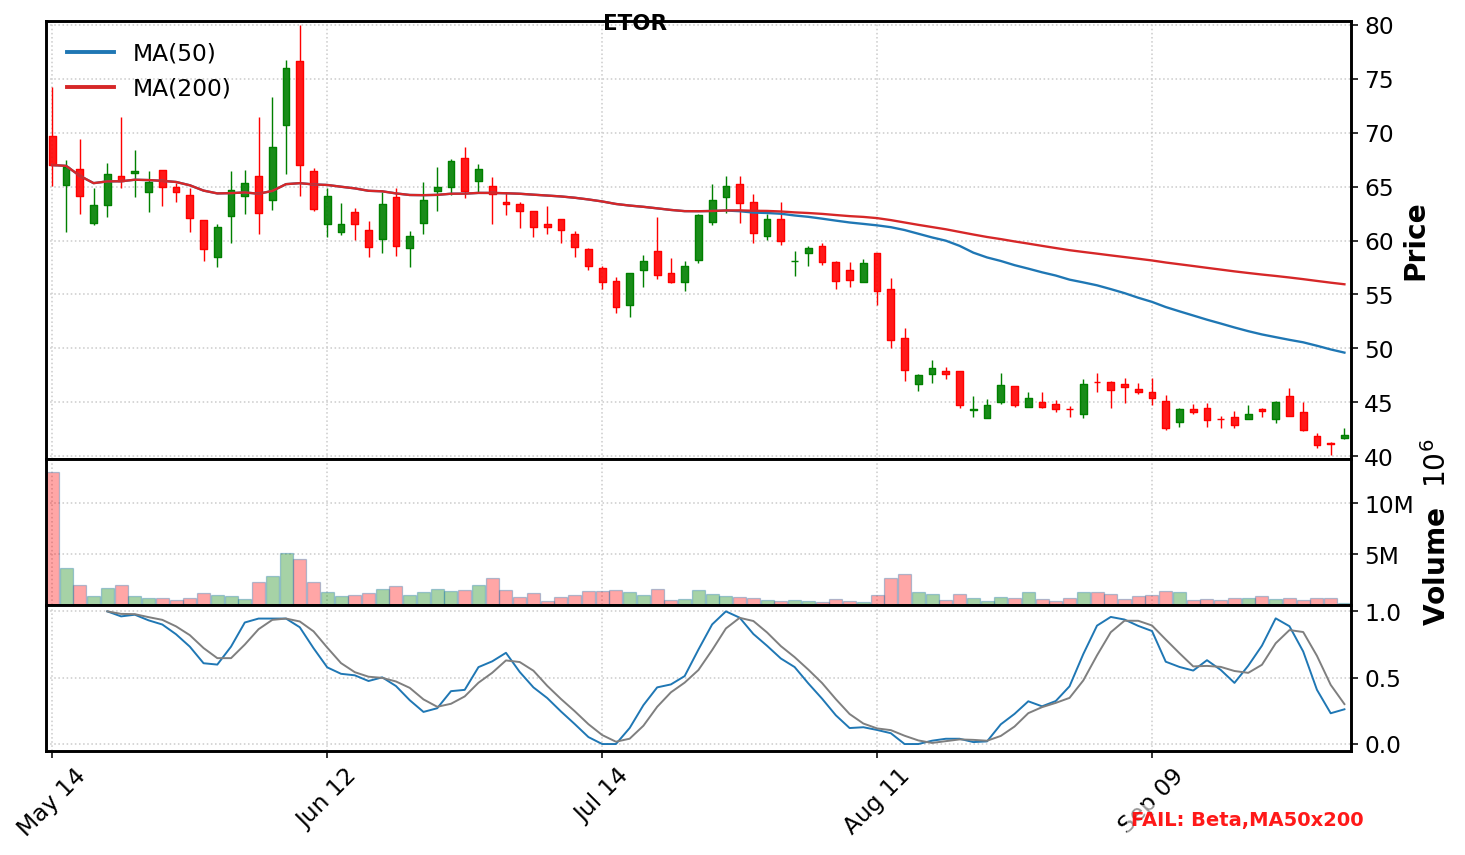 ETOR
MA(50)
MA(200)
80
75
70
65
60
55
50
45
40
Price
10M
5M
Volume 10^6
1.0
0.5
0.0
May 14
Jun 12
Jul 14
Aug 11
Sep 09
FAIL: Beta,MA50x200